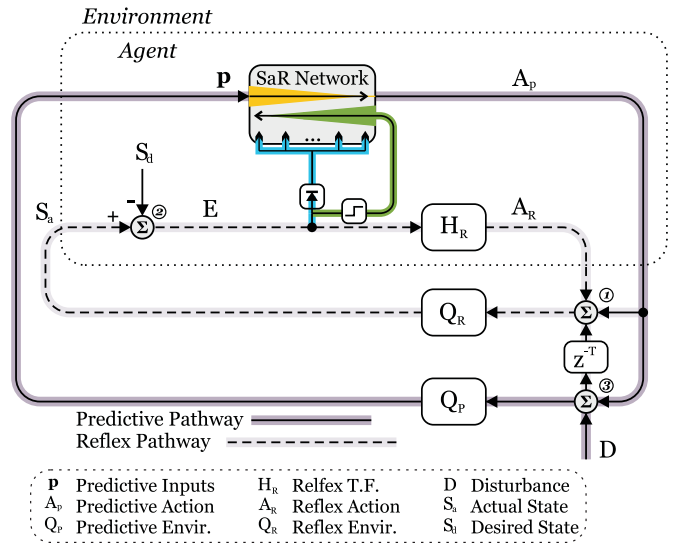 Environment
Agent
p
SaR Network
Ap
...
Sd
-
Sa
+
②
E
Σ
HR
AR
①
QR
Σ
z-T
③
QP
Σ
Predictive Pathway
Reflex Pathway
D
p Predictive Inputs HR Relfex T.F. D Disturbance
AP Predictive Action AR Reflex Action Sa Actual State
QP Predictive Envir. QR Reflex Envir. Sd Desired State